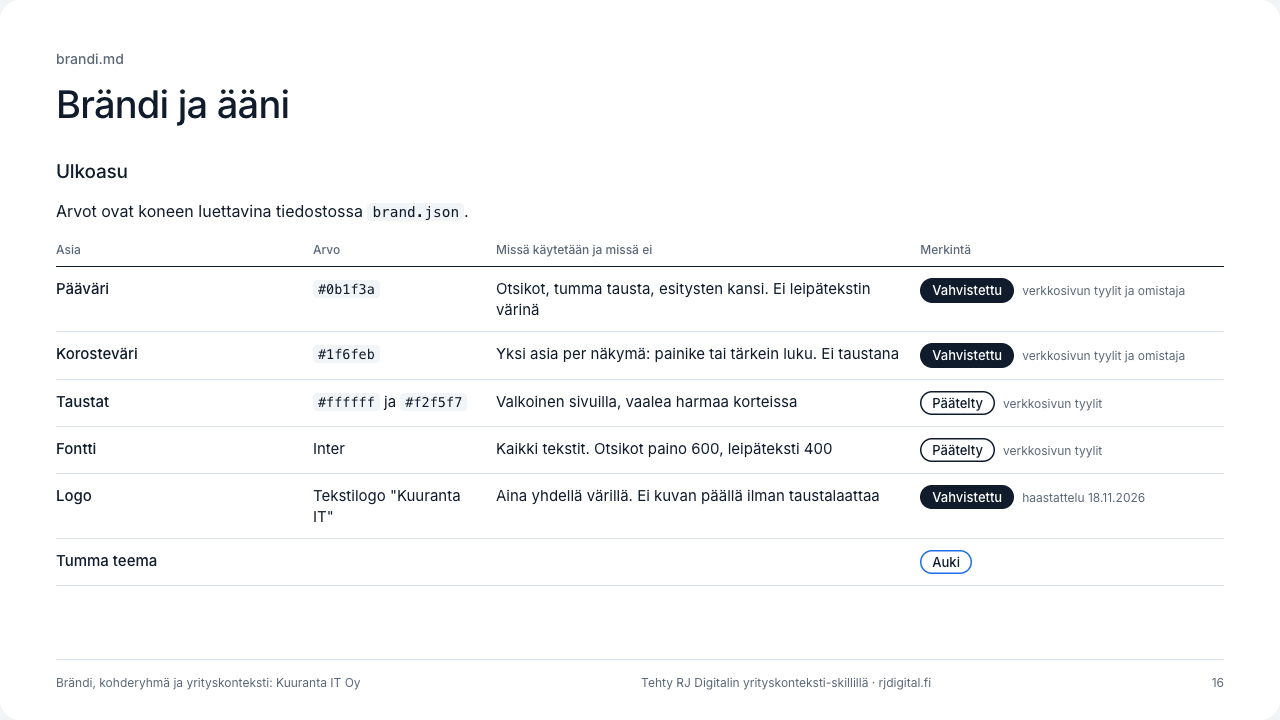 brandi.md
Brändi ja ääni
Ulkoasu
Arvot ovat koneen luettavina tiedostossa brand.json.
Asia Arvo Missä käytetään ja missä ei Merkintä
Pääväri #0b1f3a Otsikot, tumma tausta, esitysten kansi. Ei leipätekstin värinä Vahvistettu verkkosivun tyylit ja omistaja
Korosteväri #1f6feb Yksi asia per näkymä: painike tai tärkein luku. Ei taustana Vahvistettu verkkosivun tyylit ja omistaja
Taustat #ffffff ja #f2f5f7 Valkoinen sivuilla, vaalea harmaa korteissa Päätelty verkkosivun tyylit
Fontti Inter Kaikki tekstit. Otsikot paino 600, leipäteksti 400 Päätelty verkkosivun tyylit
Logo Tekstilogo "Kuuranta IT" Aina yhdellä värillä. Ei kuvan päällä ilman taustalaattaa Vahvistettu haastattelu 18.11.2026
Tumma teema Auki
Brändi, kohderyhmä ja yrityskonteksti: Kuuranta IT Oy Tehty RJ Digitalin yrityskonteksti-skillillä · rjdigital.fi 16